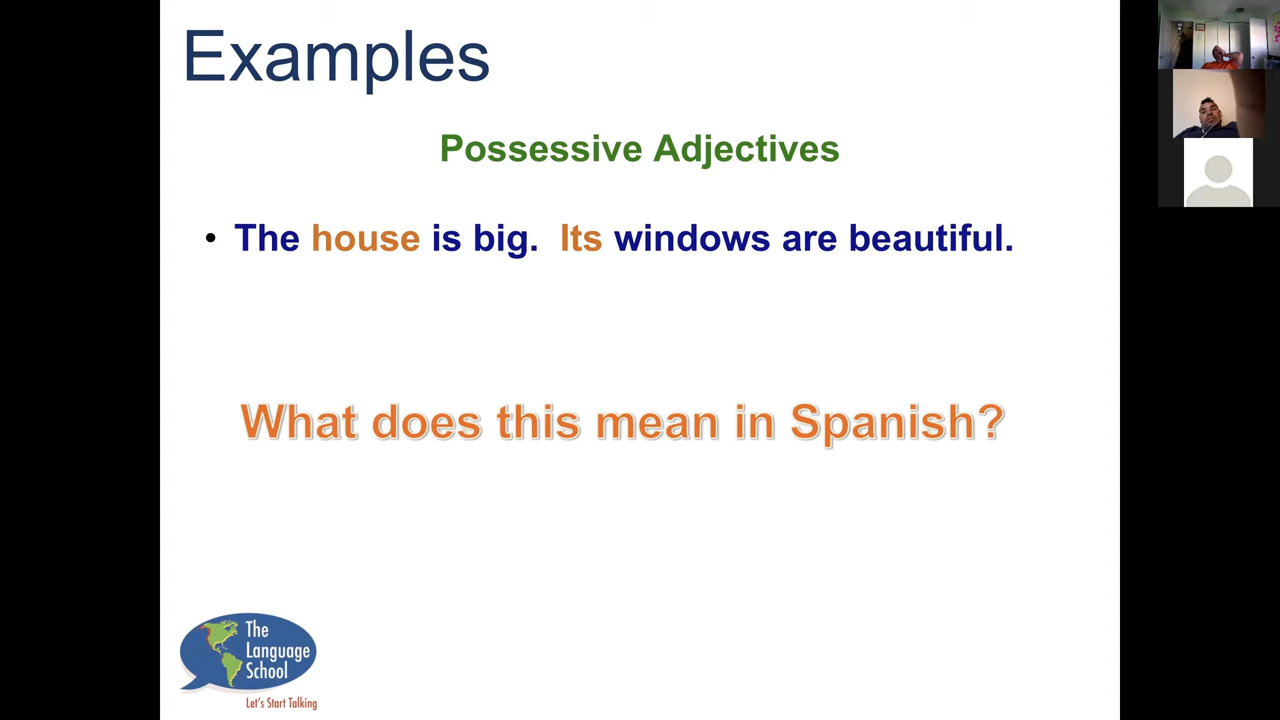 Examples
Possessive Adjectives
• The house is big. Its windows are beautiful.
What does this mean in Spanish?
The
Language
School
Let's Start Talking